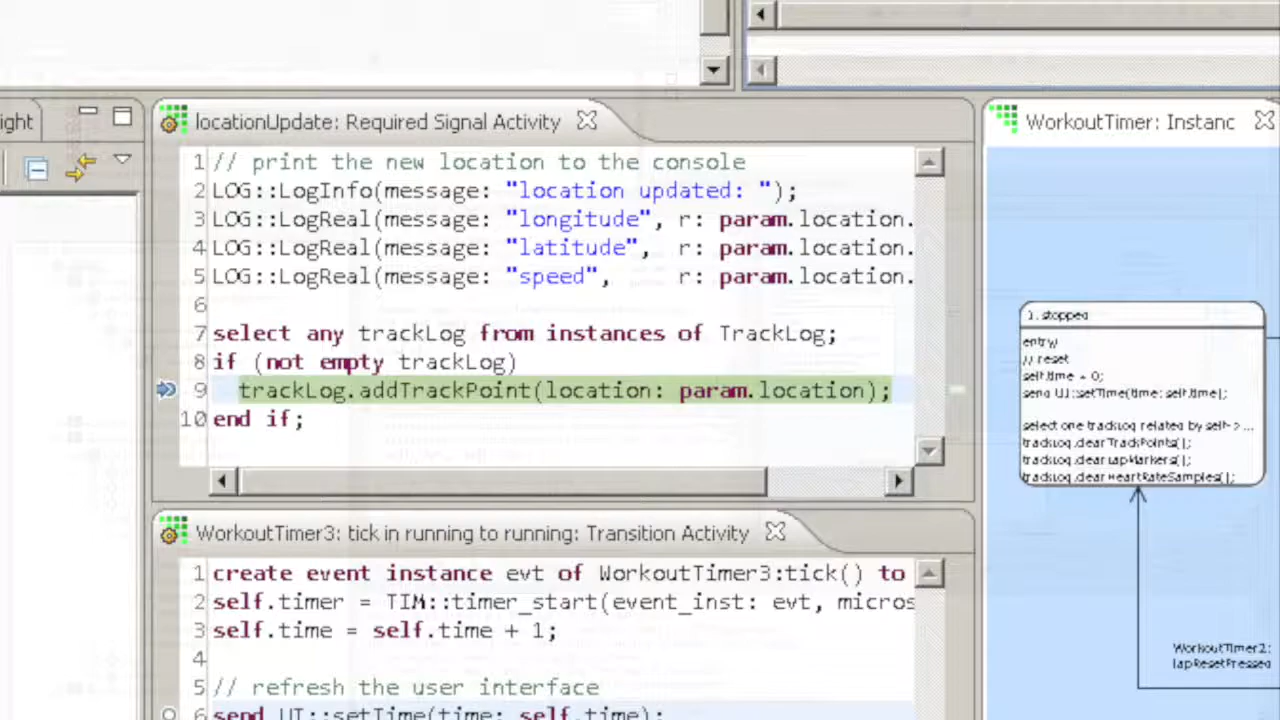 ight
locationUpdate: Required Signal Activity
1 // print the new location to the console
2 LOG::LogInfo(message: "location updated: ");
3 LOG::LogReal(message: "longitude", r: param.location.
4 LOG::LogReal(message: "latitude", r: param.location.
5 LOG::LogReal(message: "speed", r: param.location.
6
7 select any trackLog from instances of TrackLog;
8 if (not empty trackLog)
9 trackLog.addTrackPoint(location: param.location);
10 end if;
WorkoutTimer3: tick in running to running: Transition Activity
1 create event instance evt of WorkoutTimer3:tick() to
2 self.timer = TIM::timer_start(event_inst: evt, micros
3 self.time = self.time + 1;
4
5 // refresh the user interface
6 send UI::setTime(time: self.time);
WorkoutTimer: Instanc
1. stopped
entry/
// reset
self.time = 0;
send UI::setTime(time: self.time);
select one trackLog related by self->...
trackLog.clearTrackPoints();
trackLog.clearLapMarkers();
trackLog.clearHeartRateSamples();
WorkoutTimer2:
lapResetPressed